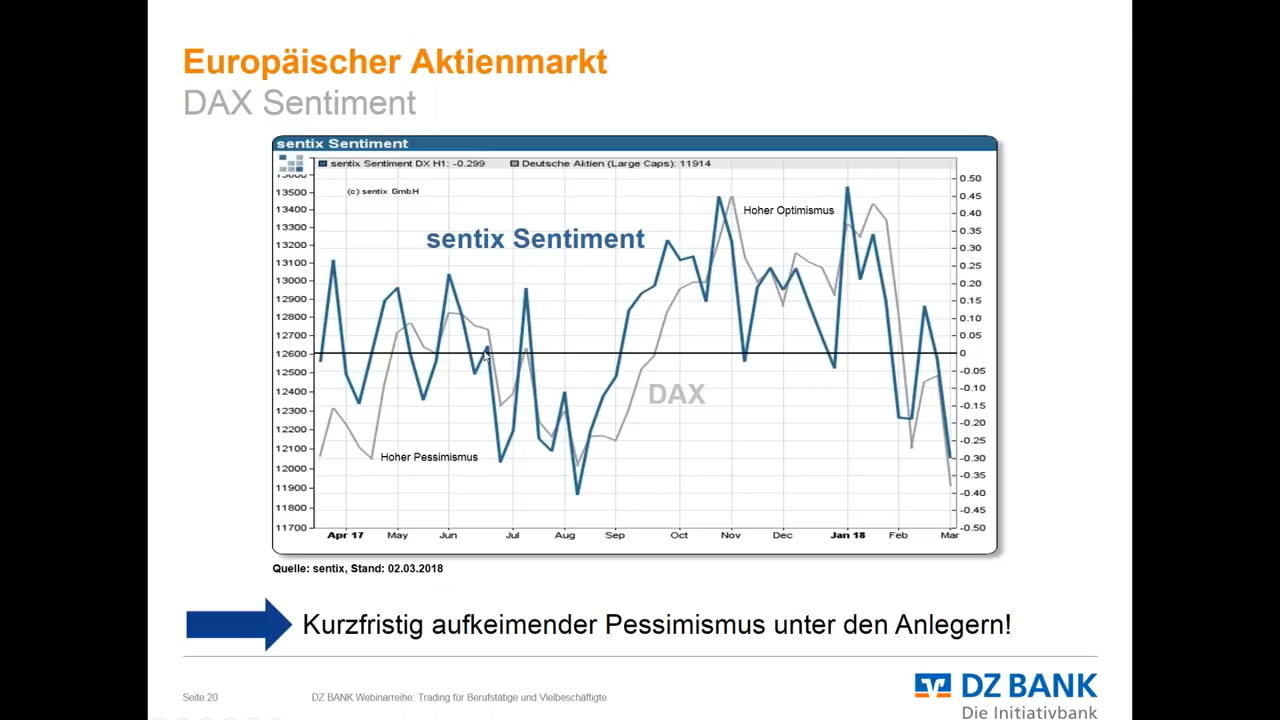 Europäischer Aktienmarkt
DAX Sentiment
sentix Sentiment
sentix Sentiment DX H1: -0.299 Deutsche Aktien (Large Caps): 11914
(c) sentix GmbH
Hoher Optimismus
sentix Sentiment
DAX
Hoher Pessimismus
13600
13500
13400
13300
13200
13100
13000
12900
12800
12700
12600
12500
12400
12300
12200
12100
12000
11900
11800
11700
0.50
0.45
0.40
0.35
0.30
0.25
0.20
0.15
0.10
0.05
0
-0.05
-0.10
-0.15
-0.20
-0.25
-0.30
-0.35
-0.40
-0.45
-0.50
Apr 17 May Jun Jul Aug Sep Oct Nov Dec Jan 18 Feb Mar
Quelle: sentix, Stand: 02.03.2018
Kurzfristig aufkeimender Pessimismus unter den Anlegern!
Seite 20 DZ BANK Webinarreihe: Trading für Berufstätige und Vielbeschäftigte
DZ BANK
Die Initiativbank